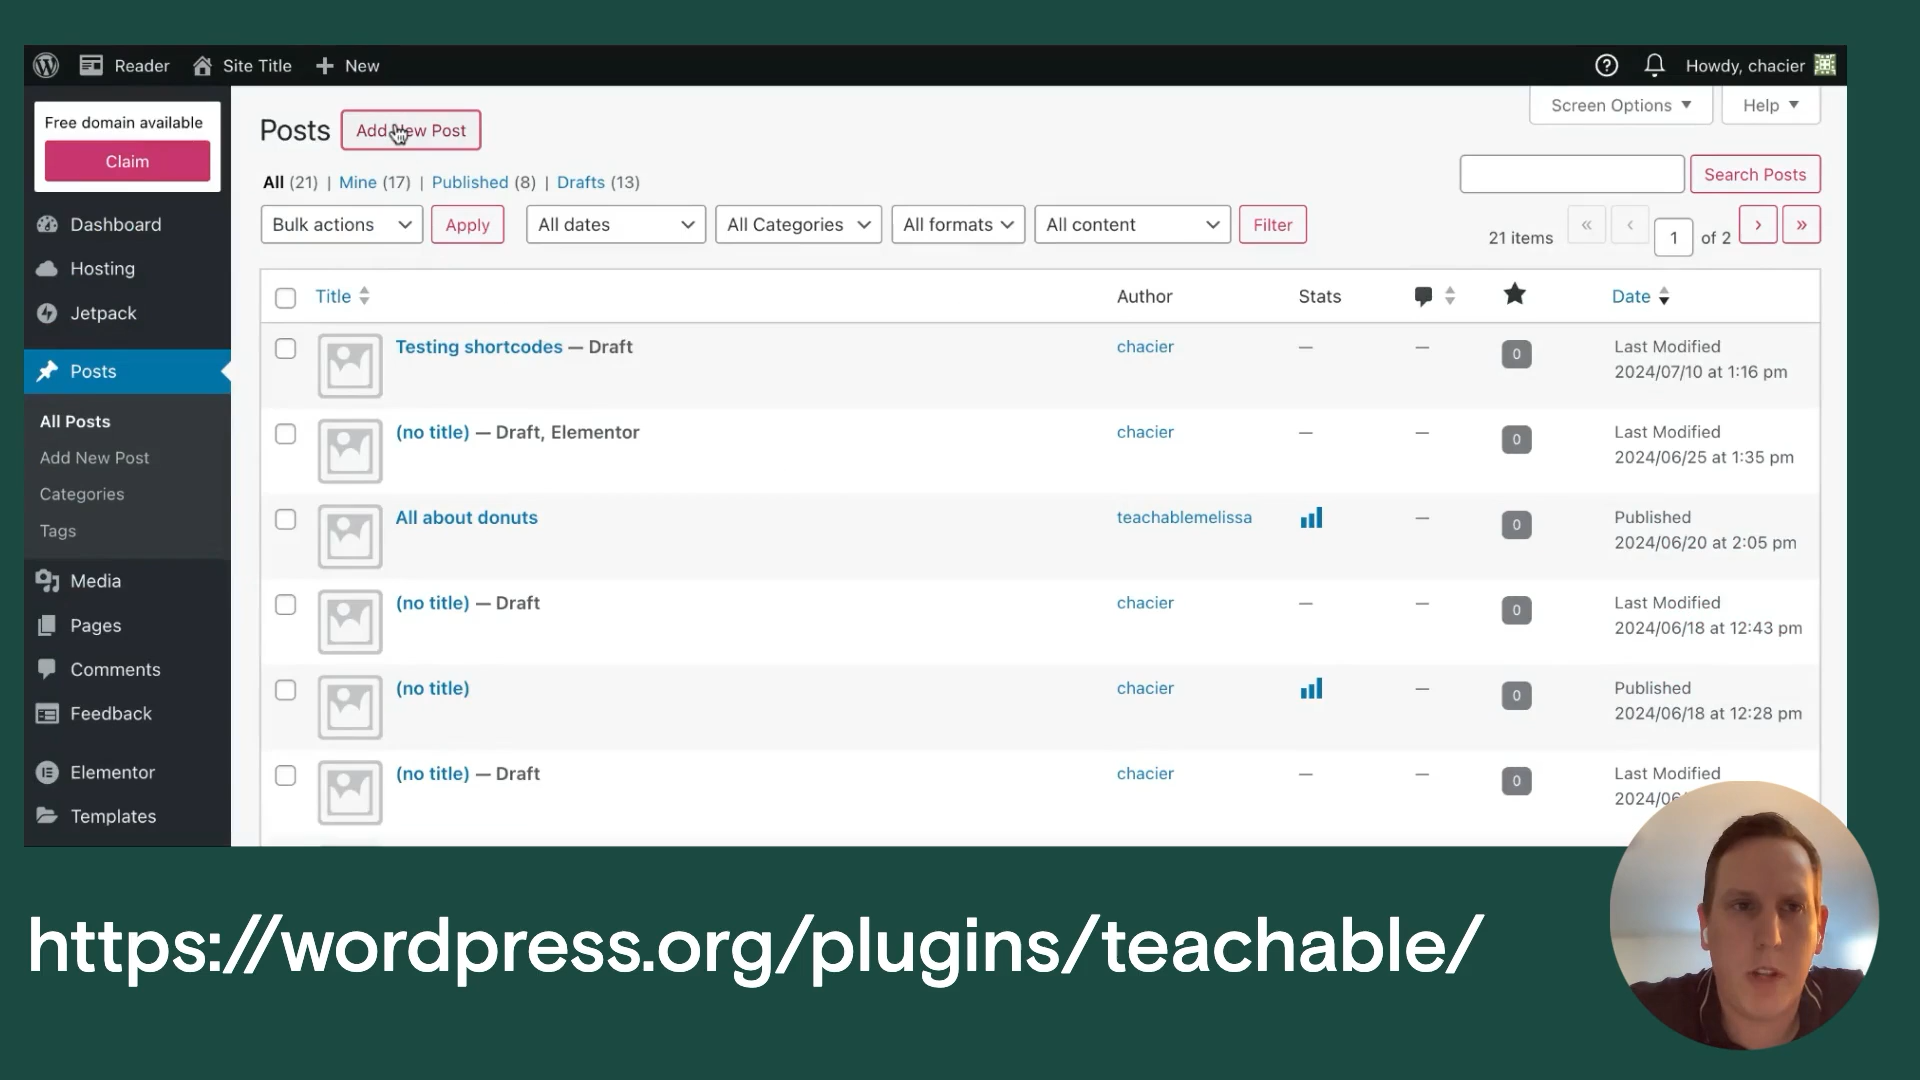 Reader Site Title New Howdy, chacier
Free domain available
Claim
Dashboard
Hosting
Jetpack
Posts
All Posts
Add New Post
Categories
Tags
Media
Pages
Comments
Feedback
Elementor
Templates
Posts Add New Post Screen Options Help
All (21) | Mine (17) | Published (8) | Drafts (13)
Search Posts
Bulk actions Apply All dates All Categories All formats All content Filter 21 items « ‹ 1 of 2 › »
Title Author Stats Date
Testing shortcodes — Draft chacier — — 0 Last Modified
2024/07/10 at 1:16 pm
(no title) — Draft, Elementor chacier — — 0 Last Modified
2024/06/25 at 1:35 pm
All about donuts teachablemelissa — 0 Published
2024/06/20 at 2:05 pm
(no title) — Draft chacier — — 0 Last Modified
2024/06/18 at 12:43 pm
(no title) chacier — 0 Published
2024/06/18 at 12:28 pm
(no title) — Draft chacier — — 0 Last Modified
https://wordpress.org/plugins/teachable/